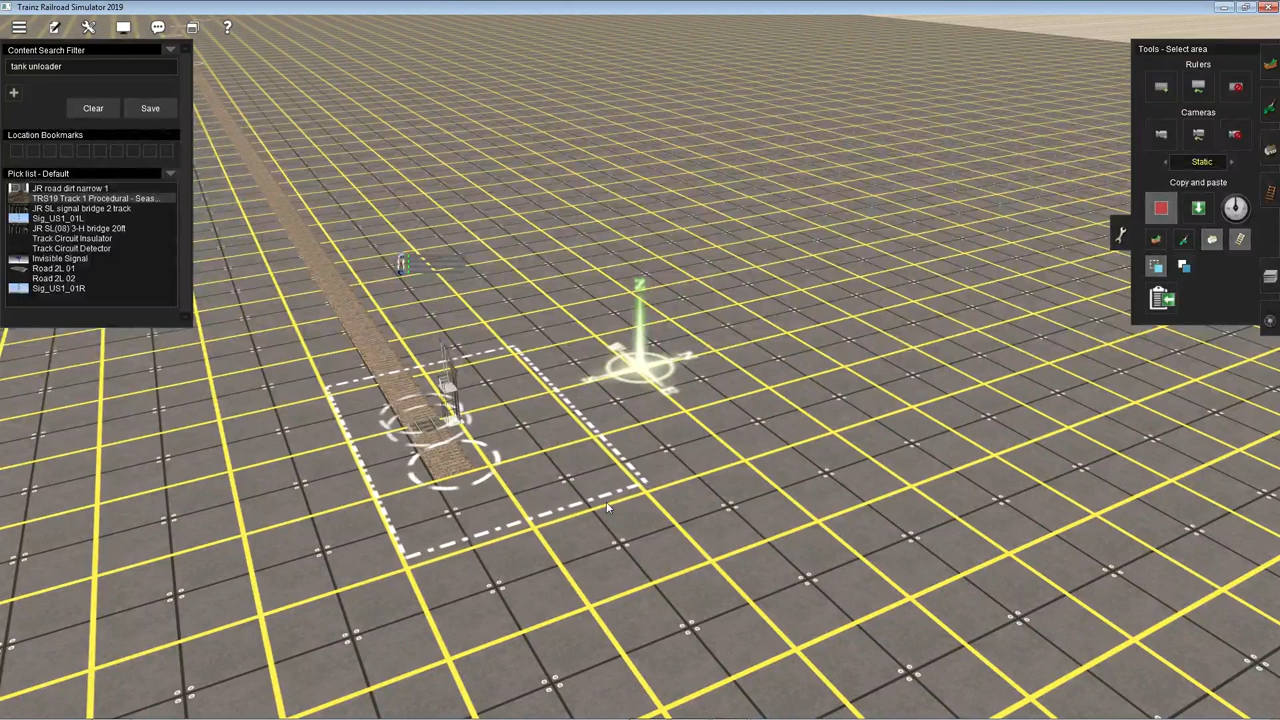 Trainz Railroad Simulator 2019
Content Search Filter
tank unloader
Clear
Save
Location Bookmarks
Pick list - Default
JR road dirt narrow 1
TRS19 Track 1 Procedural - Seas...
JR SL signal bridge 2 track
Sig_US1_01L
JR SL(08) 3-H bridge 20ft
Track Circuit Insulator
Track Circuit Detector
Invisible Signal
Road 2L 01
Road 2L 02
Sig_US1_01R
Tools - Select area
Rulers
Cameras
Static
Copy and paste